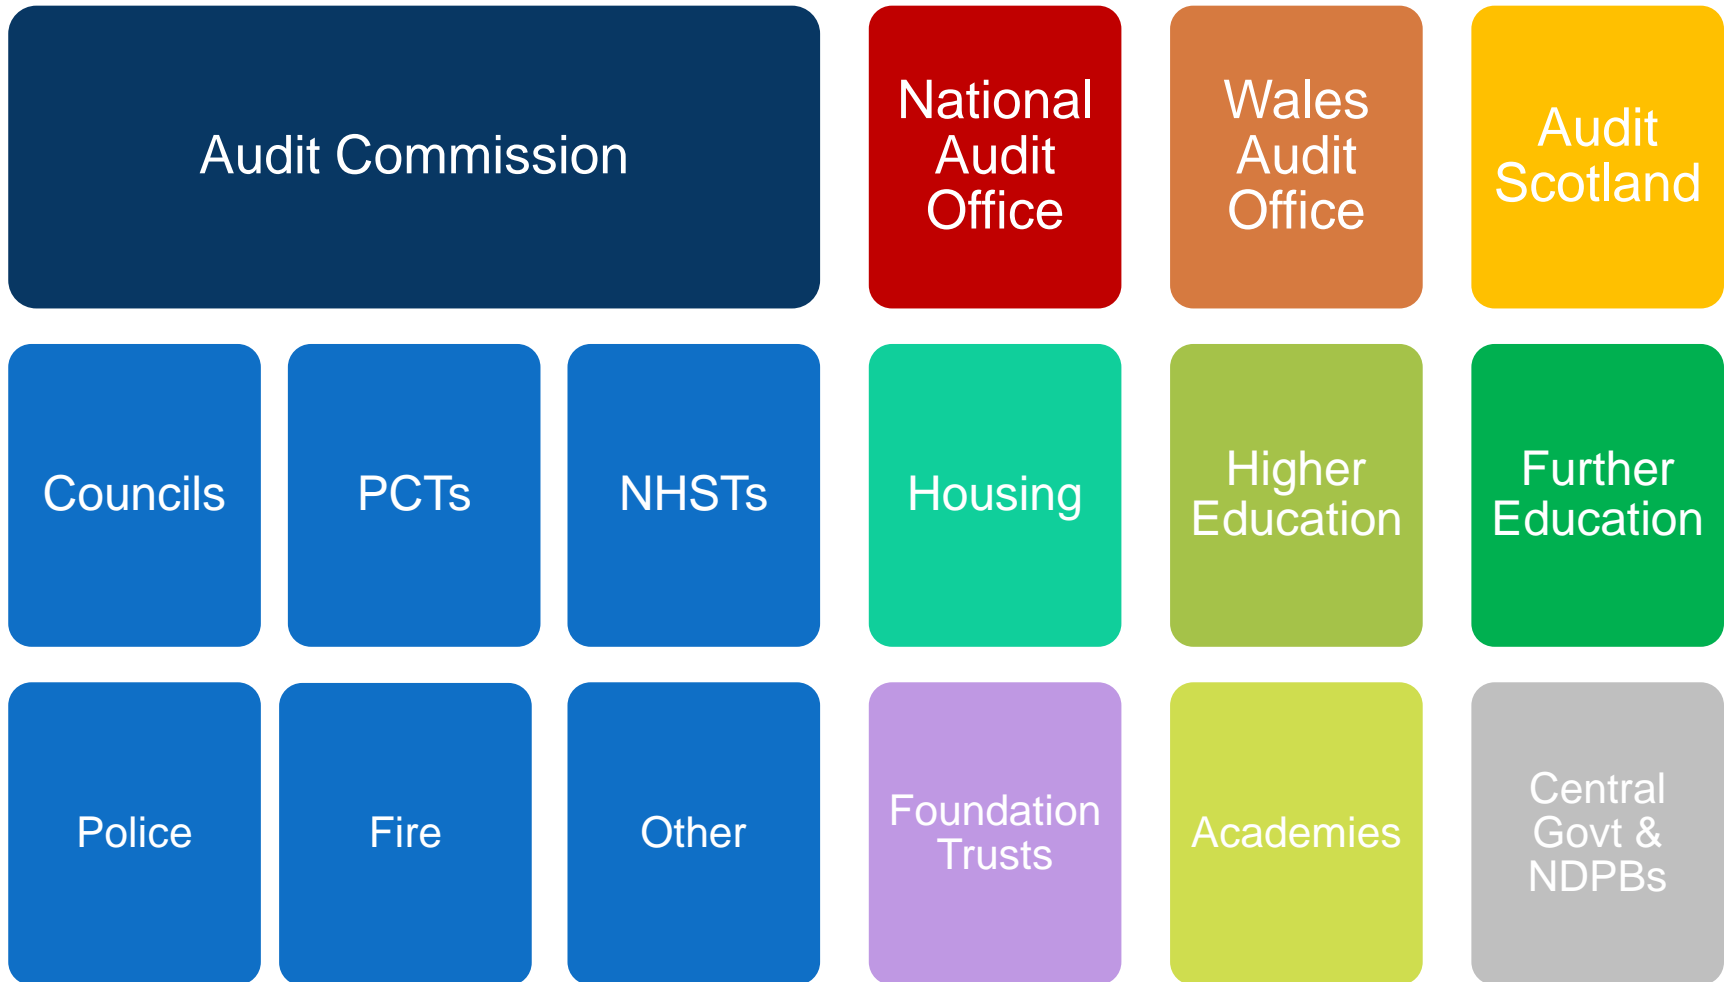 Audit Commission
National
Audit
Office
Wales
Audit
Office
Audit
Scotland
Councils
PCTs
NHSTs
Housing
Higher
Education
Further
Education
Police
Fire
Other
Foundation
Trusts
Academies
Central
Govt &
NDPBs